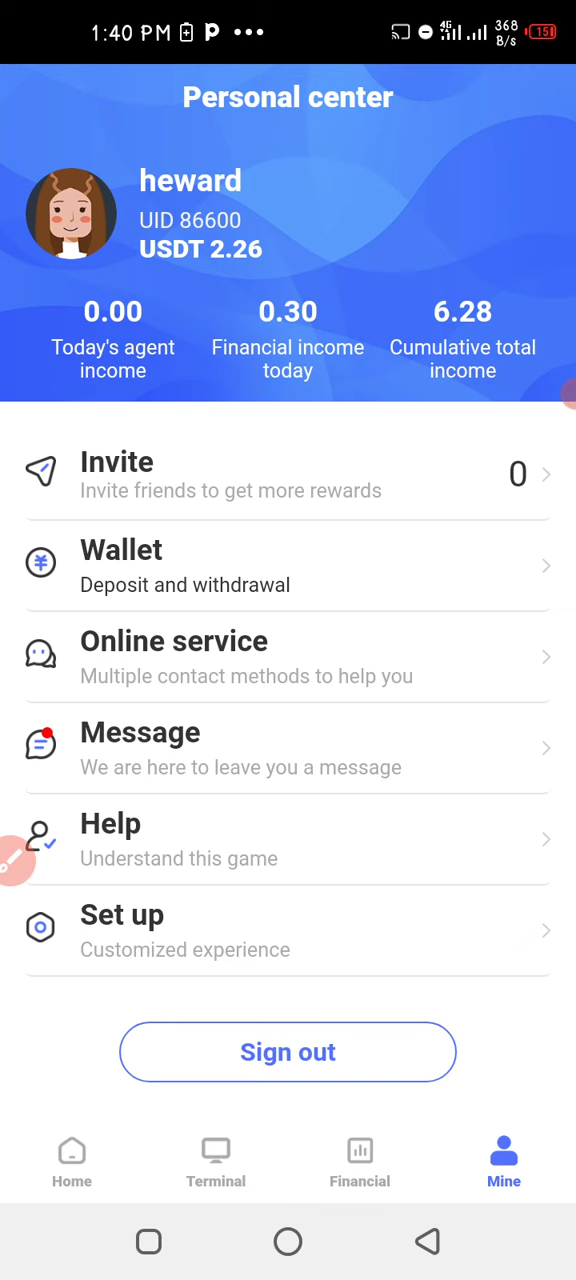 1:40 PM
4G
368
B/s
15
Personal center
heward
UID 86600
USDT 2.26
0.00 0.30 6.28
Today's agent Financial income Cumulative total
income today income
Invite
Invite friends to get more rewards
0
Wallet
Deposit and withdrawal
Online service
Multiple contact methods to help you
Message
We are here to leave you a message
Help
Understand this game
Set up
Customized experience
Sign out
Home Terminal Financial Mine